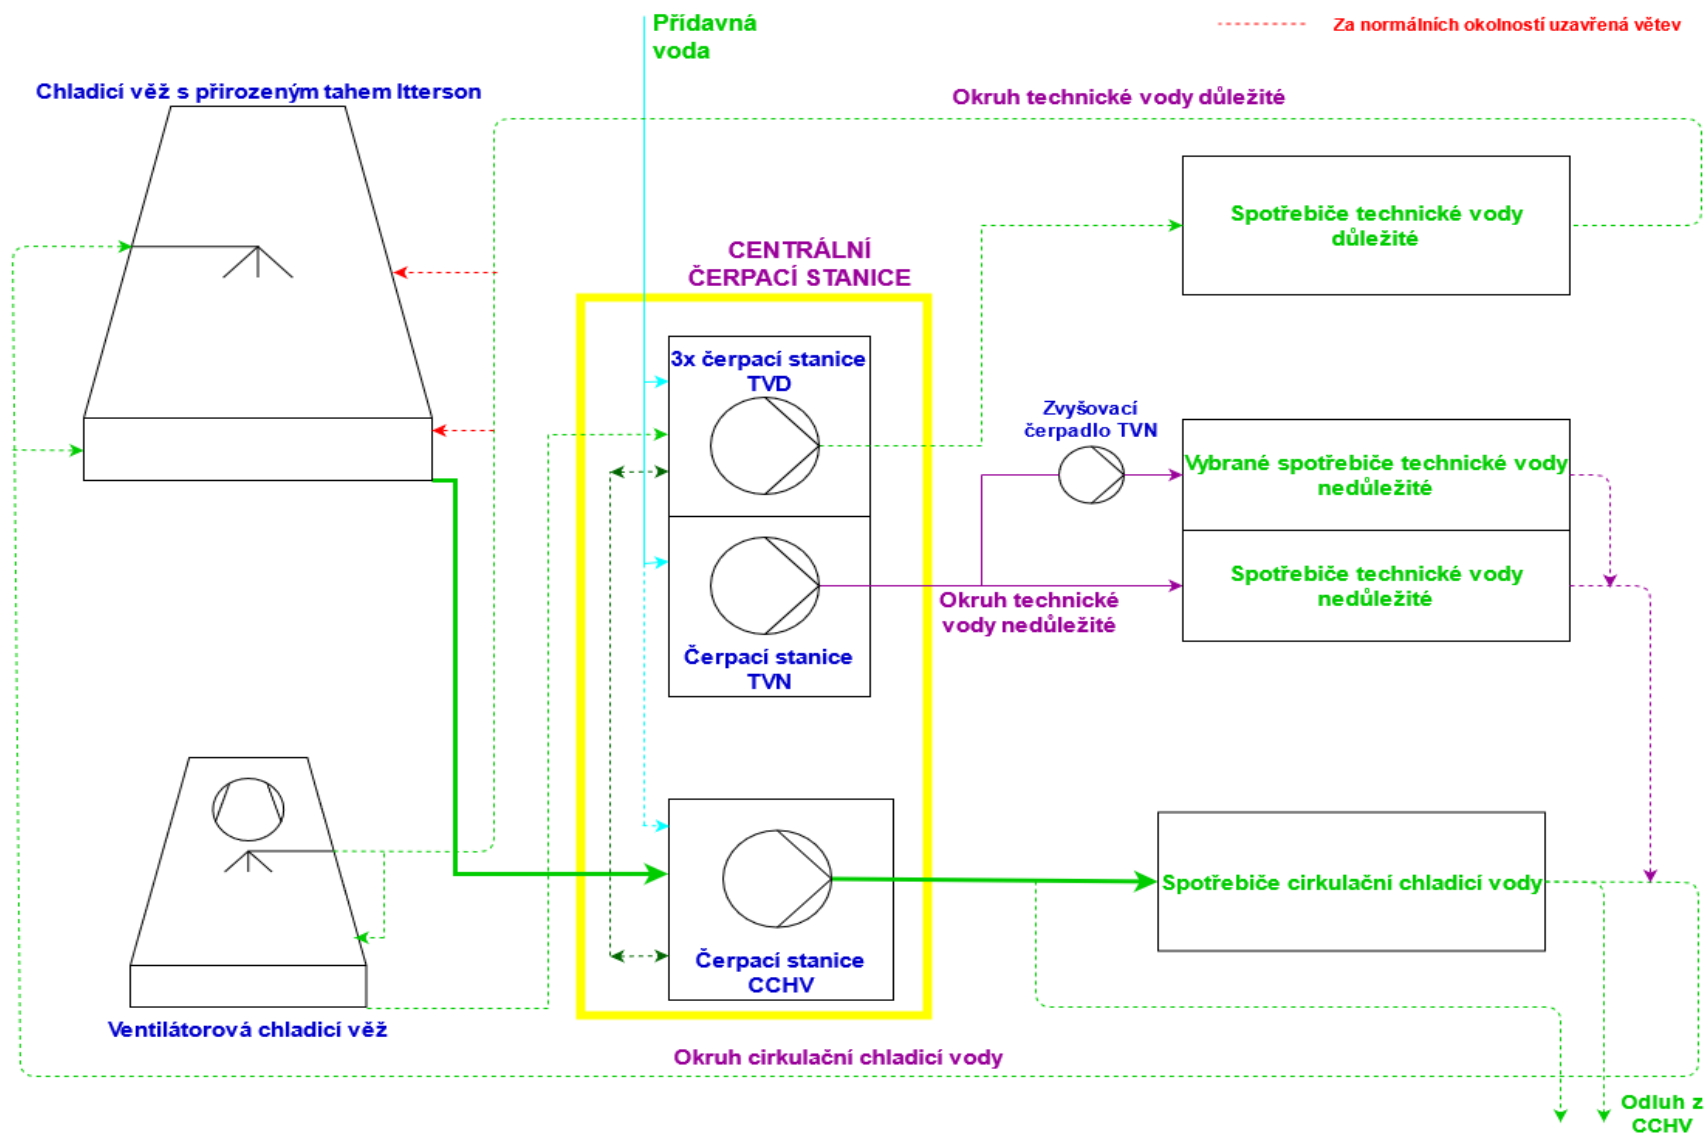 Přídavná
voda
Za normálních okolností uzavřená větev
Chladicí věž s přirozeným tahem Itterson
Okruh technické vody důležité
Spotřebiče technické vody
důležité
CENTRÁLNÍ
ČERPACÍ STANICE
3x čerpací stanice
TVD
Zvyšovací
čerpadlo TVN
Vybrané spotřebiče technické vody
nedůležité
Spotřebiče technické vody
nedůležité
Okruh technické
vody nedůležité
Čerpací stanice
TVN
Spotřebiče cirkulační chladicí vody
Čerpací stanice
CCHV
Ventilátorová chladicí věž
Okruh cirkulační chladicí vody
Odluh z
CCHV